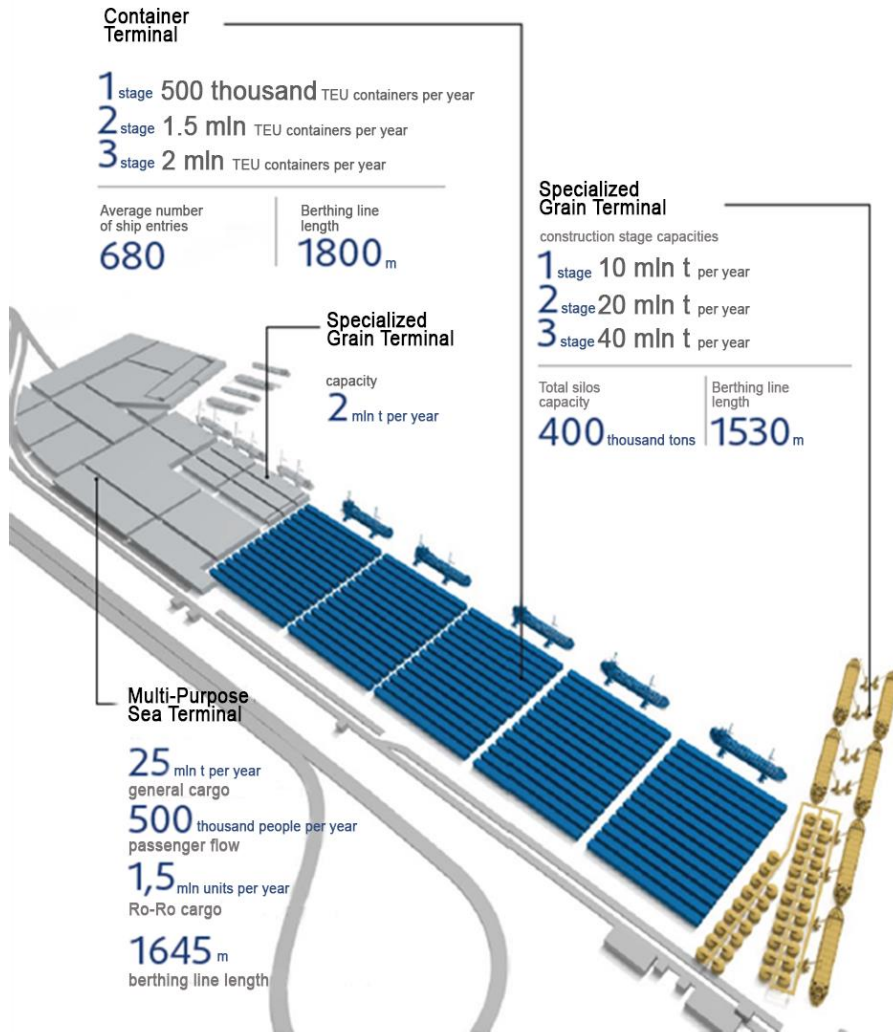 Container
Terminal
1 stage 500 thousand TEU containers per year
2 stage 1.5 mln TEU containers per year
3 stage 2 mln TEU containers per year
Average number
of ship entries
680
Berthing line
length
1800 m
Specialized
Grain Terminal
construction stage capacities
1 stage 10 mln t per year
2 stage 20 mln t per year
3 stage 40 mln t per year
Total silos
capacity
400 thousand tons
Berthing line
length
1530 m
Specialized
Grain Terminal
capacity
2 mln t per year
Multi-Purpose
Sea Terminal
25 mln t per year
general cargo
500 thousand people per year
passenger flow
1,5 mln units per year
Ro-Ro cargo
1645 m
berthing line length